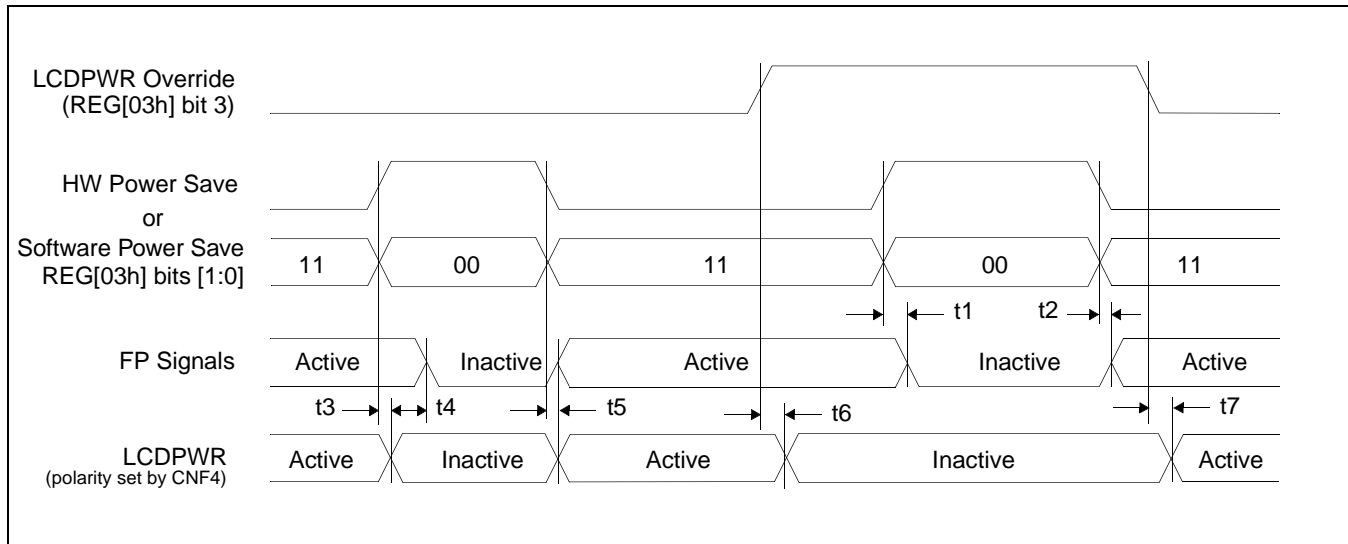 LCDPWR Override
(REG[03h] bit 3)
HW Power Save
or
Software Power Save
REG[03h] bits [1:0]
11 00 11 00 11
t1 t2
FP Signals
Active Inactive Active Inactive Active
t3 t4 t5 t6 t7
LCDPWR
(polarity set by CNF4)
Active Inactive Active Inactive Active